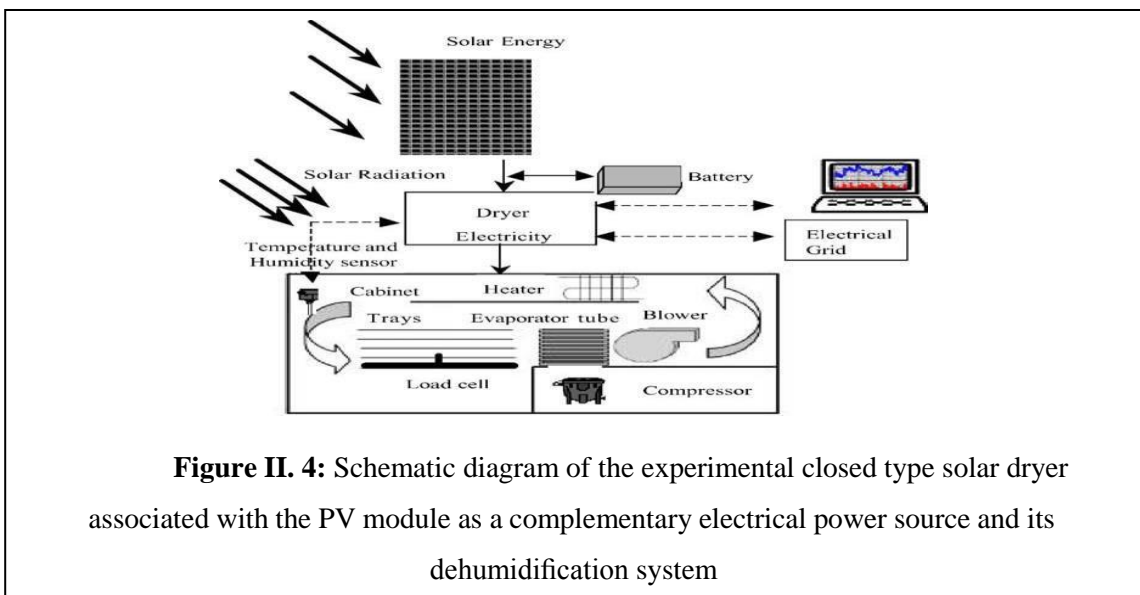 Solar Energy
Solar Radiation
Battery
Dryer
Electricity
Electrical
Grid
Temperature and
Humidity sensor
Cabinet
Heater
Trays
Evaporator tube
Blower
Load cell
Compressor
Figure II. 4: Schematic diagram of the experimental closed type solar dryer
associated with the PV module as a complementary electrical power source and its
dehumidification system